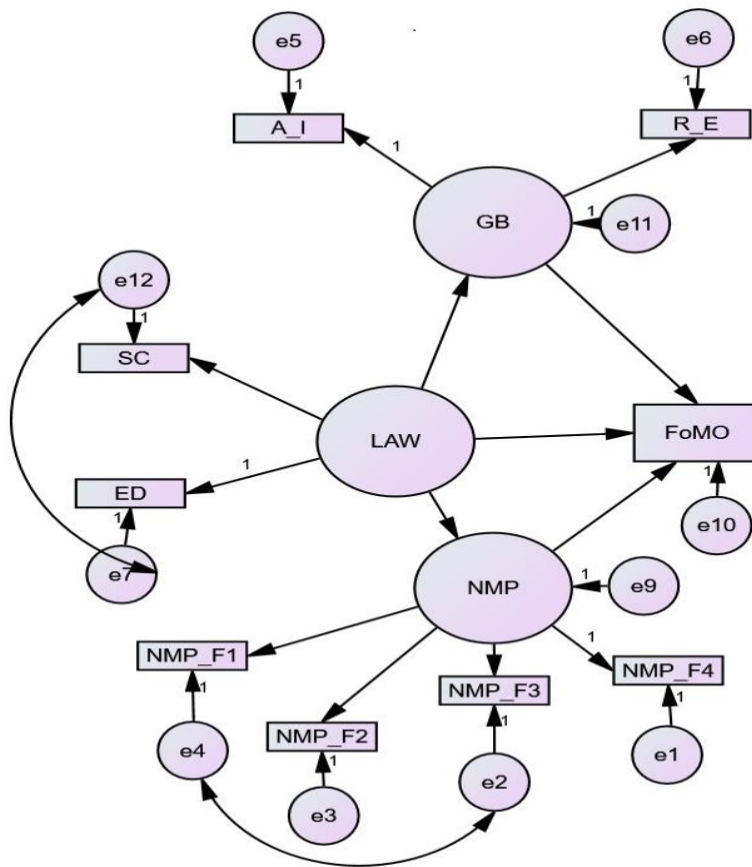 e5
e6
1
1
A_I
R_E
1
GB
1
e11
e12
1
SC
LAW
FoMO
1
ED
1
1
e10
e7
NMP
1
e9
NMP_F1
1
NMP_F4
NMP_F3
1
1
1
NMP_F2
e4
1
e2
e1
e3